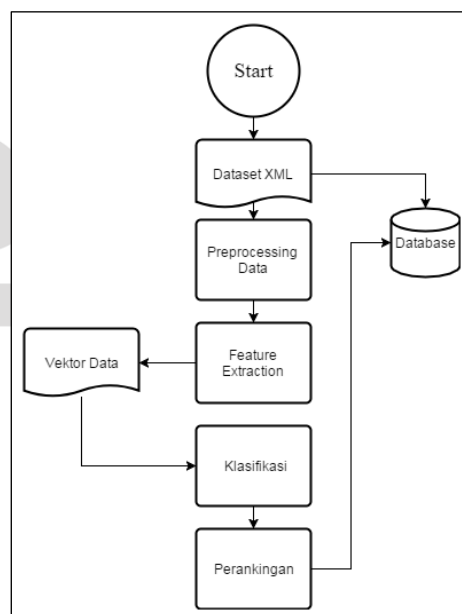 Start
Dataset XML
Database
Preprocessing
Data
Feature
Extraction
Vektor Data
Klasifikasi
Perankingan